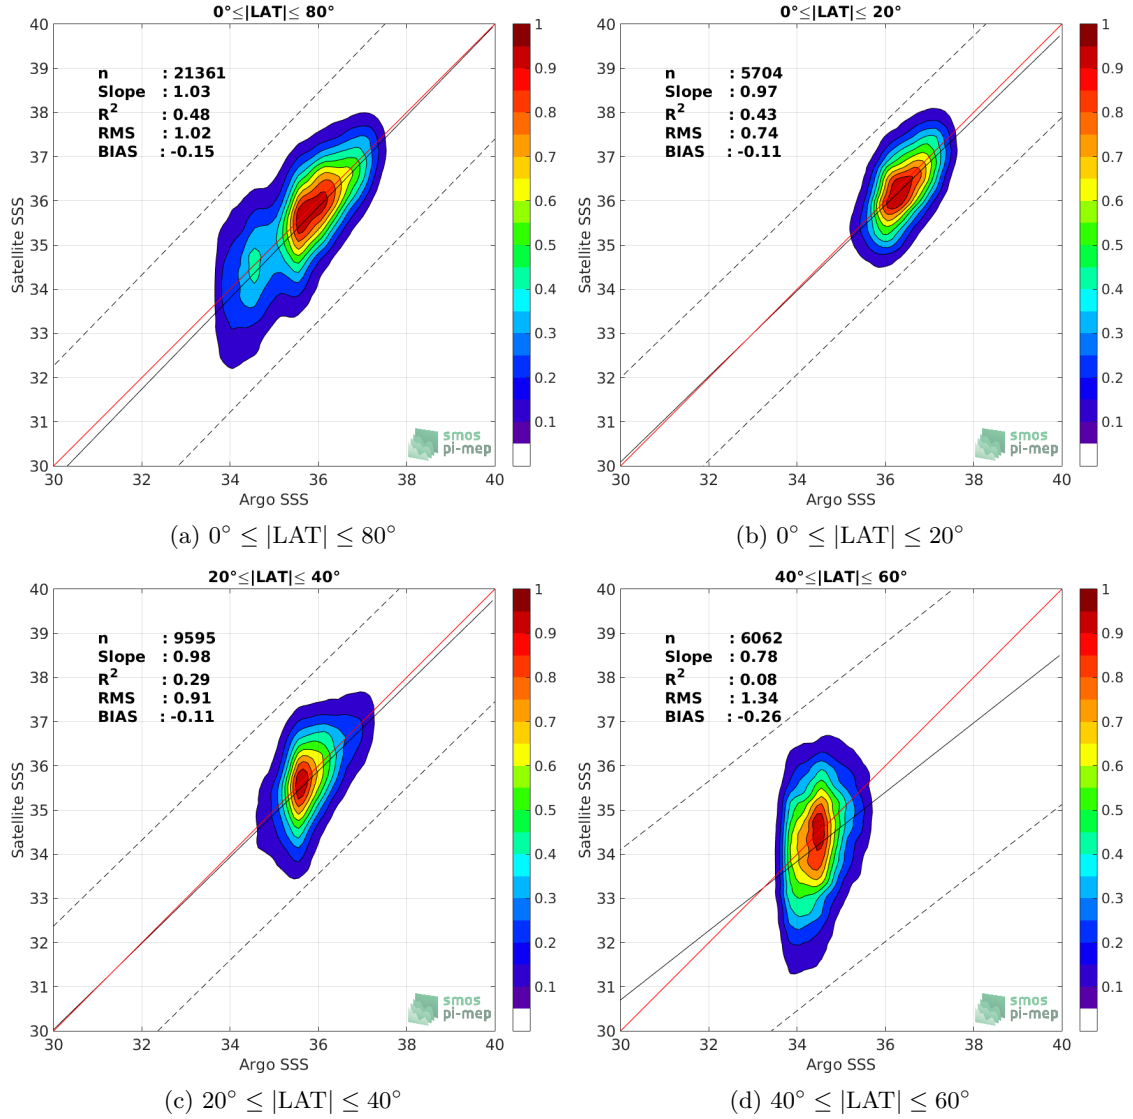 0°≤|LAT|≤ 80°
n : 21361
Slope : 1.03
R² : 0.48
RMS : 1.02
BIAS : -0.15
Satellite SSS
40
39
38
37
36
35
34
33
32
31
30
30 32 34 36 38 40
Argo SSS
1
0.9
0.8
0.7
0.6
0.5
0.4
0.3
0.2
0.1
smos
pi-mep
(a) 0° ≤ |LAT| ≤ 80°
0°≤|LAT|≤ 20°
n : 5704
Slope : 0.97
R² : 0.43
RMS : 0.74
BIAS : -0.11
Satellite SSS
40
39
38
37
36
35
34
33
32
31
30
30 32 34 36 38 40
Argo SSS
1
0.9
0.8
0.7
0.6
0.5
0.4
0.3
0.2
0.1
smos
pi-mep
(b) 0° ≤ |LAT| ≤ 20°
20°≤|LAT|≤ 40°
n : 9595
Slope : 0.98
R² : 0.29
RMS : 0.91
BIAS : -0.11
Satellite SSS
40
39
38
37
36
35
34
33
32
31
30
30 32 34 36 38 40
Argo SSS
1
0.9
0.8
0.7
0.6
0.5
0.4
0.3
0.2
0.1
smos
pi-mep
(c) 20° ≤ |LAT| ≤ 40°
40°≤|LAT|≤ 60°
n : 6062
Slope : 0.78
R² : 0.08
RMS : 1.34
BIAS : -0.26
Satellite SSS
40
39
38
37
36
35
34
33
32
31
30
30 32 34 36 38 40
Argo SSS
1
0.9
0.8
0.7
0.6
0.5
0.4
0.3
0.2
0.1
smos
pi-mep
(d) 40° ≤ |LAT| ≤ 60°